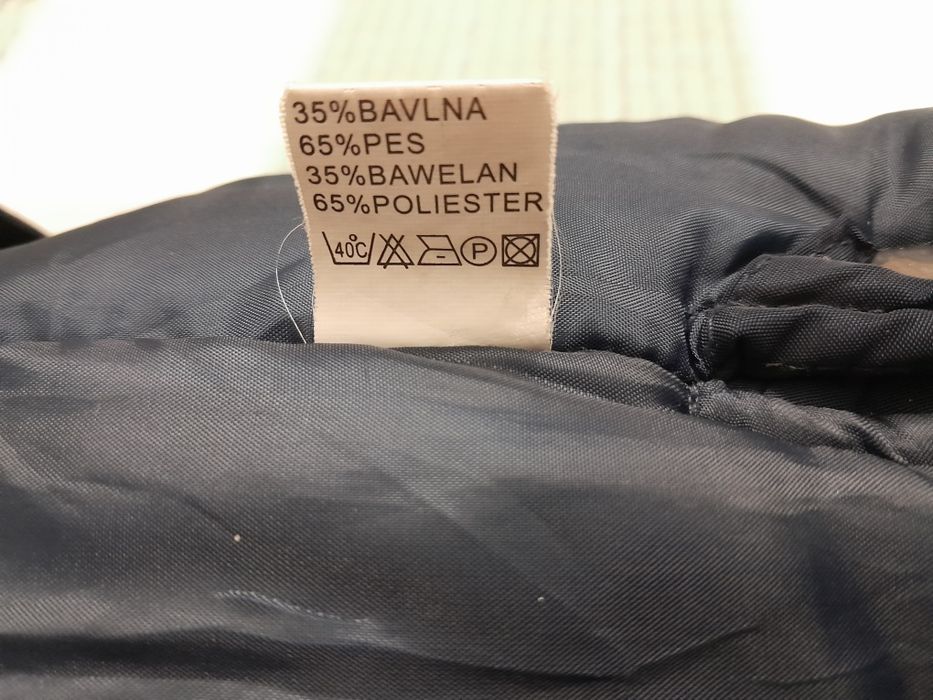 35%BAVLNA
65%PES
35%BAWELAN
65%POLIESTER
40°C P